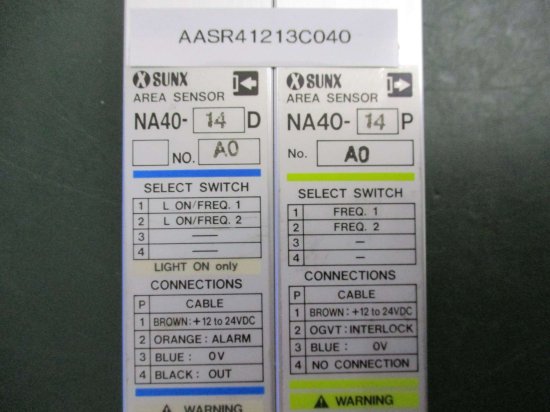 AASR41213C040
SUNX
AREA SENSOR
NA40-14 D
NO. A0
SELECT SWITCH
1 L ON/FREQ. 1
2 L ON/FREQ. 2
3 —
4 —
LIGHT ON only
CONNECTIONS
P CABLE
1 BROWN:+12 to 24VDC
2 ORANGE: ALARM
3 BLUE: 0V
4 BLACK: OUT
WARNING
SUNX
AREA SENSOR
NA40-14 P
No. A0
SELECT SWITCH
1 FREQ. 1
2 FREQ. 2
3 —
4 —
CONNECTIONS
P CABLE
1 BROWN:+12 to 24VDC
2 OGVT:INTERLOCK
3 BLUE: 0V
4 NO CONNECTION
WARNING